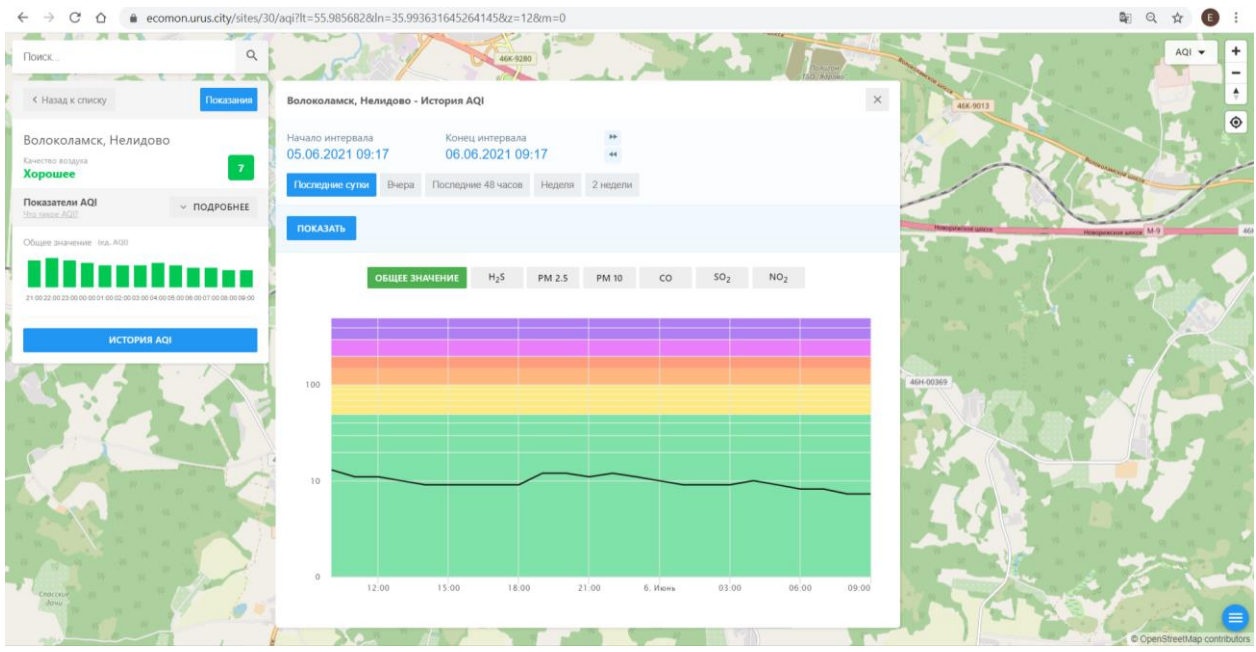 ecomon.urus.city/sites/30/aqi?lt=55.985682&ln=35.993631645264145&z=12&m=0
E
Поиск...
AQI
46К-9280
46К-9013
Волоколамское шоссе
Новорижское шоссе
Новорижское шоссе
М-9
46Н-00369
Спасские дачи
Назад к списку
Показания
Волоколамск, Нелидово
Качество воздуха
Хорошее
7
Показатели AQI
Что такое AQI?
ПОДРОБНЕЕ
Общее значение (ед. AQI)
21:00 22:00 23:00 00:00 01:00 02:00 03:00 04:00 05:00 06:00 07:00 08:00 09:00
ИСТОРИЯ AQI
Волоколамск, Нелидово - История AQI
Начало интервала
Конец интервала
05.06.2021 09:17
06.06.2021 09:17
Последние сутки
Вчера
Последние 48 часов
Неделя
2 недели
ПОКАЗАТЬ
ОБЩЕЕ ЗНАЧЕНИЕ
H₂S
PM 2.5
PM 10
CO
SO₂
NO₂
100
10
0
12:00
15:00
18:00
21:00
6. Июнь
03:00
06:00
09:00
© OpenStreetMap contributors